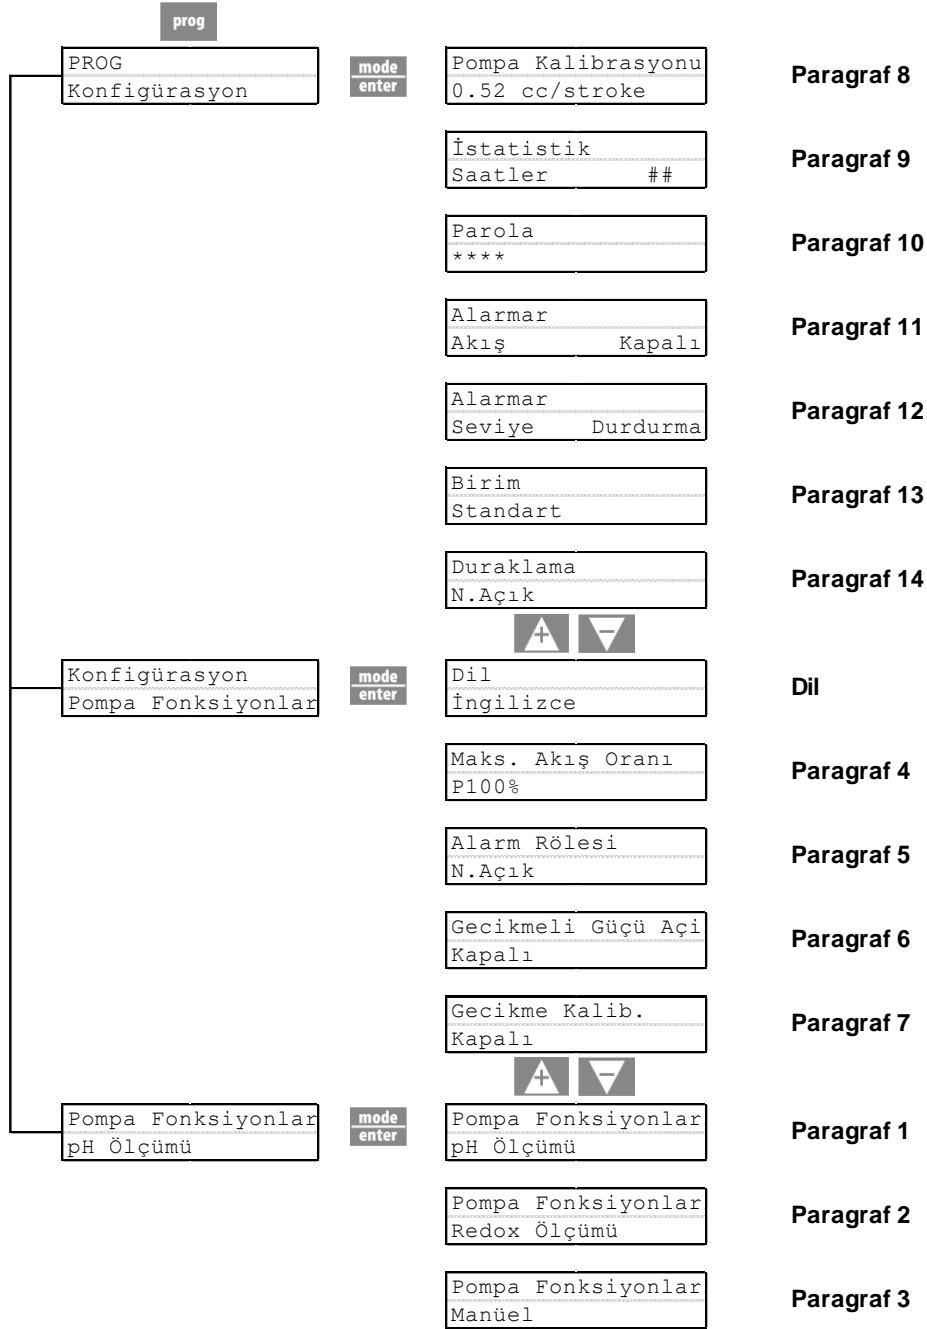 prog
PROG
Konfigürasyon
mode
enter
Pompa Kalibrasyonu
0.52 cc/stroke
Paragraf 8
İstatistik
Saatler ##
Paragraf 9
Parola
****
Paragraf 10
Alarmar
Akış Kapalı
Paragraf 11
Alarmar
Seviye Durdurma
Paragraf 12
Birim
Standart
Paragraf 13
Duraklama
N.Açık
Paragraf 14
+ -
Konfigürasyon
Pompa Fonksiyonlar
mode
enter
Dil
İngilizce
Dil
Maks. Akış Oranı
P100%
Paragraf 4
Alarm Rölesi
N.Açık
Paragraf 5
Gecikmeli Güçü Açi
Kapalı
Paragraf 6
Gecikme Kalib.
Kapalı
Paragraf 7
+ -
Pompa Fonksiyonlar
pH Ölçümü
mode
enter
Pompa Fonksiyonlar
pH Ölçümü
Paragraf 1
Pompa Fonksiyonlar
Redox Ölçümü
Paragraf 2
Pompa Fonksiyonlar
Manüel
Paragraf 3